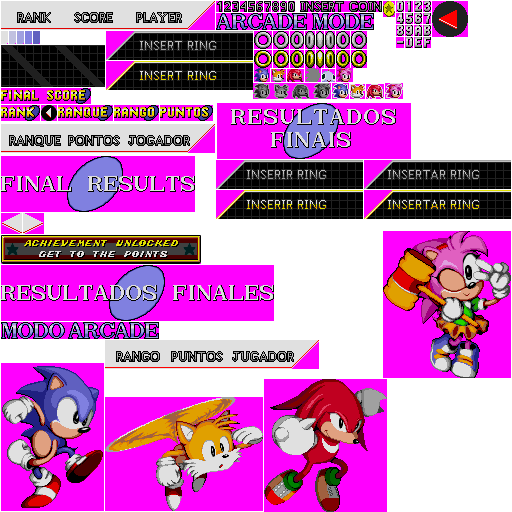 RANK SCORE PLAYER
1234567890 INSERT COIN
ARCADE MODE
0123
4567
89AB
-DEF
INSERT RING
INSERT RING
FINAL SCORE
RANK RANQUE RANGO PUNTOS
RANQUE PONTOS JOGADOR
RESULTADOS
FINAIS
FINAL RESULTS
INSERIR RING
INSERTAR RING
INSERIR RING
INSERTAR RING
ACHIEVEMENT UNLOCKED
GET TO THE POINTS
RESULTADOS FINALES
MODO ARCADE
RANGO PUNTOS JUGADOR